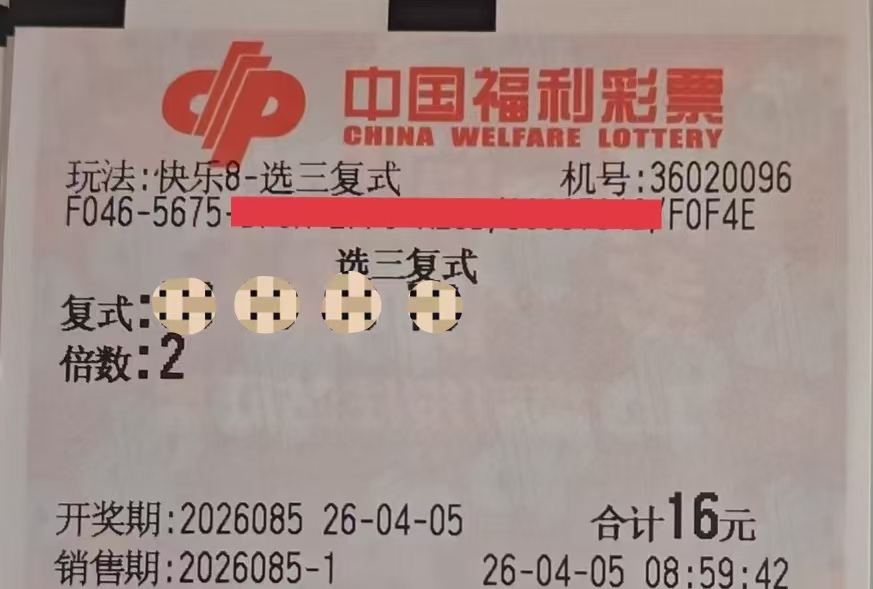 中国福利彩票
CHINA WELFARE LOTTERY
玩法:快乐8-选三复式 机号:36020096
F046-5675- /F0F4E
选三复式
复式:
倍数:2
开奖期:2026085 26-04-05 合计16元
销售期:2026085-1 26-04-05 08:59:42